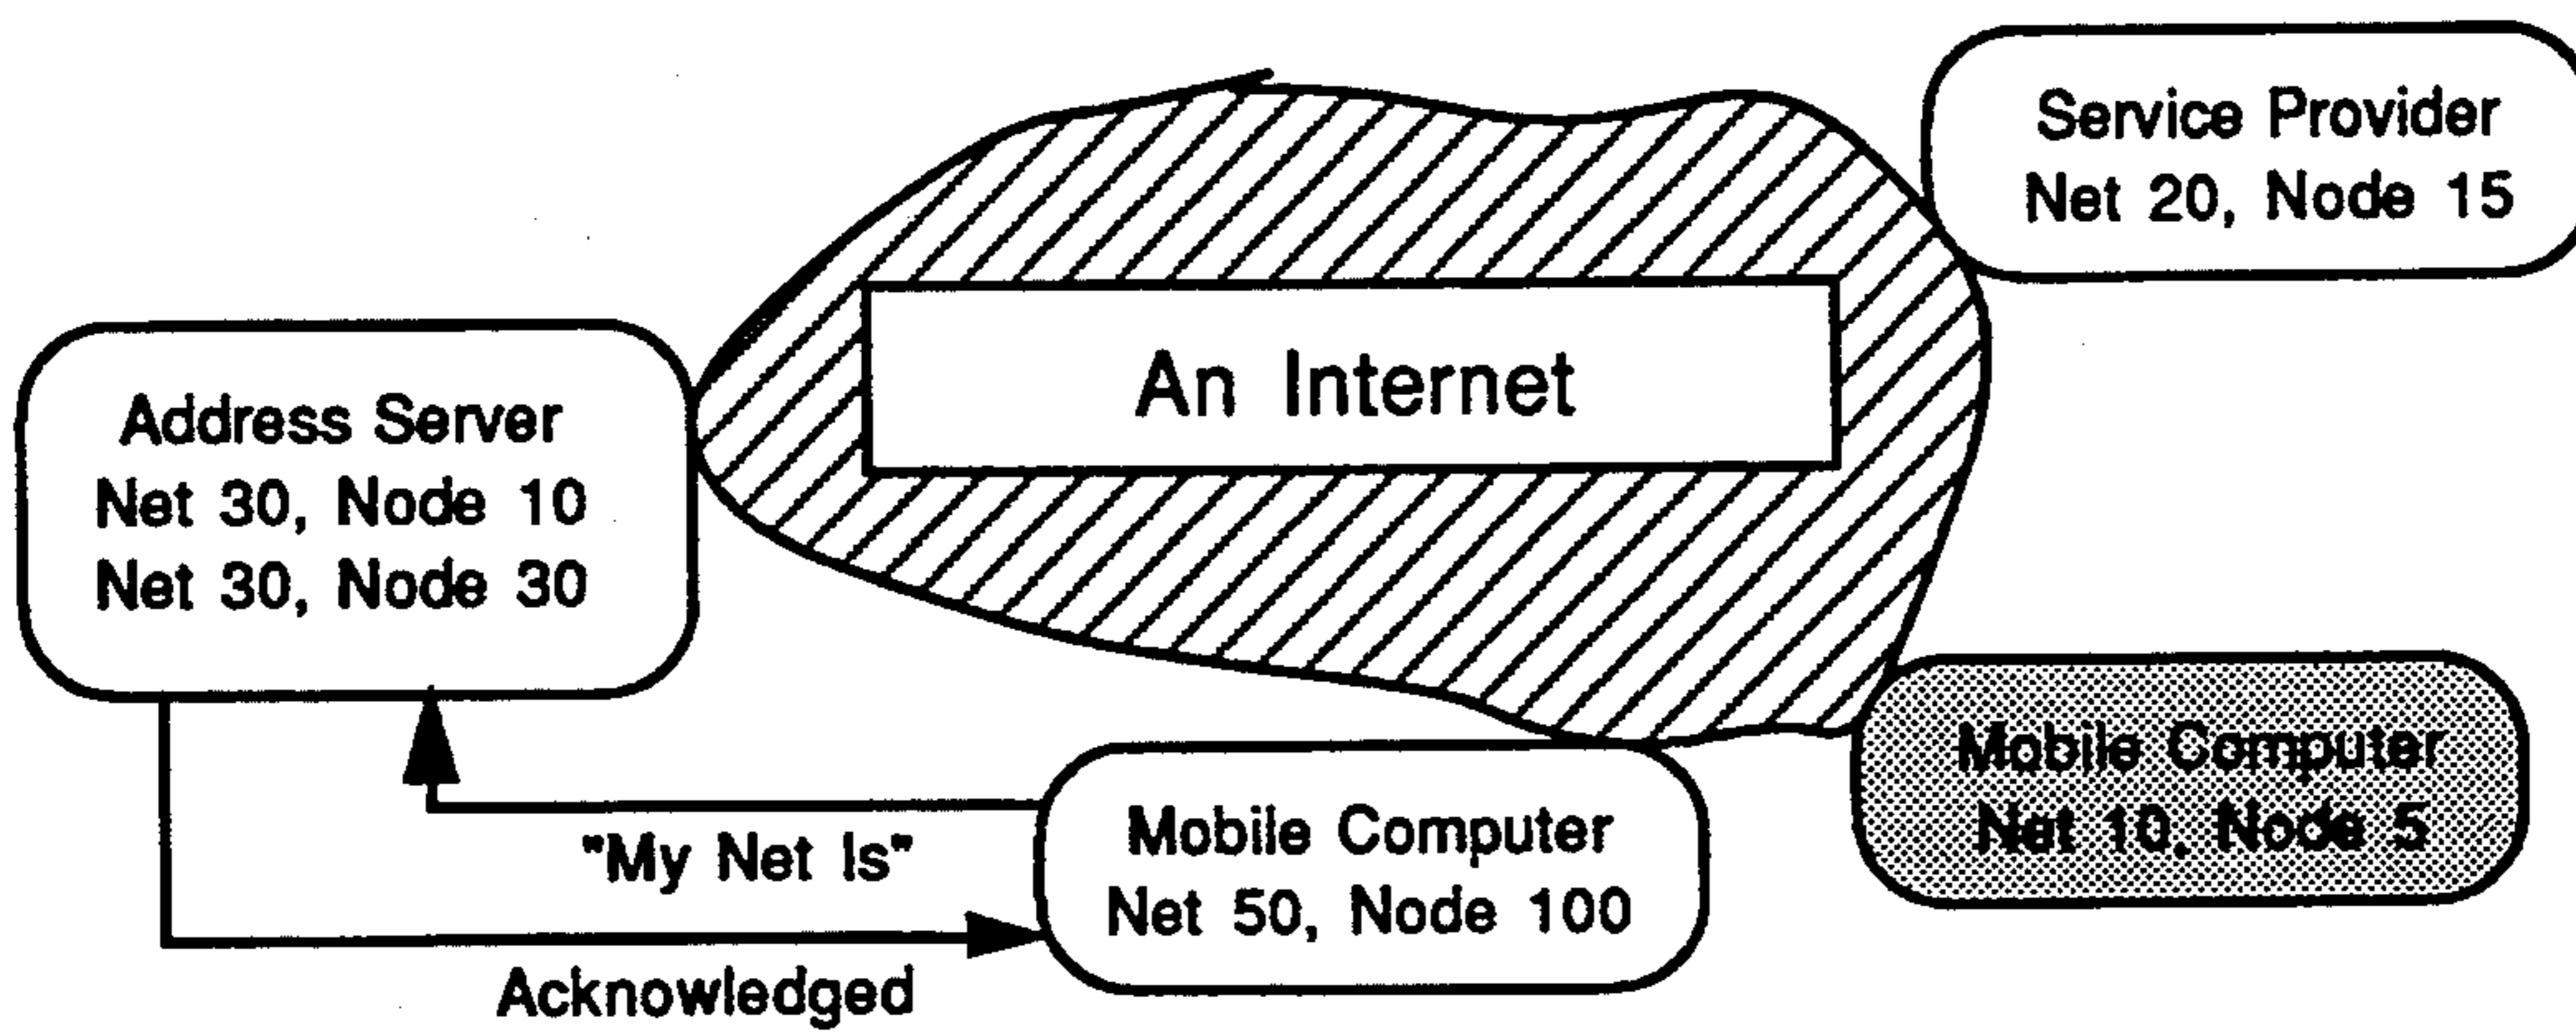 Service Provider
Net 20, Node 15
An Internet
Address Server
Net 30, Node 10
Net 30, Node 30
Mobile Computer
Net 10, Node 5
"My Net Is"
Mobile Computer
Net 50, Node 100
Acknowledged